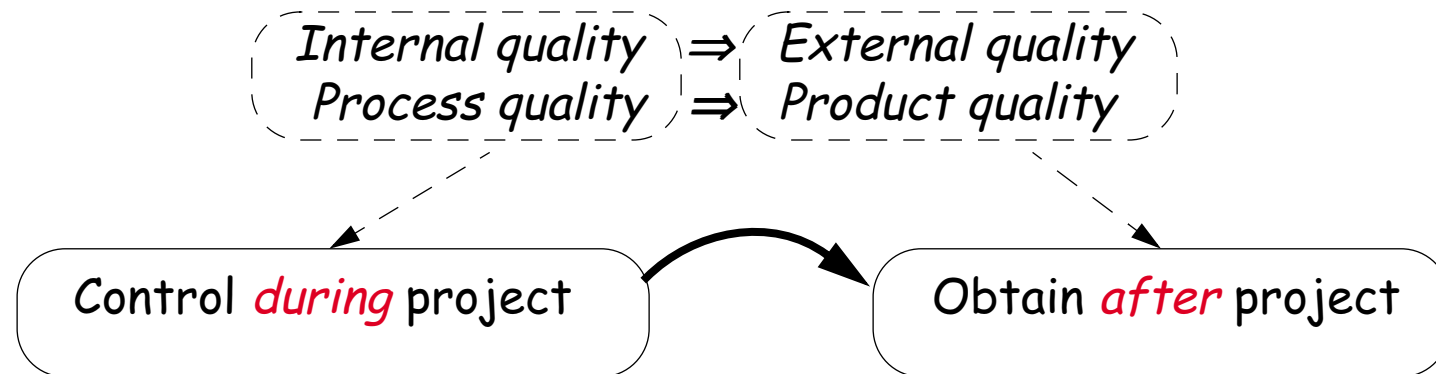 Internal quality ⇒ External quality
Process quality ⇒ Product quality
Control during project
Obtain after project